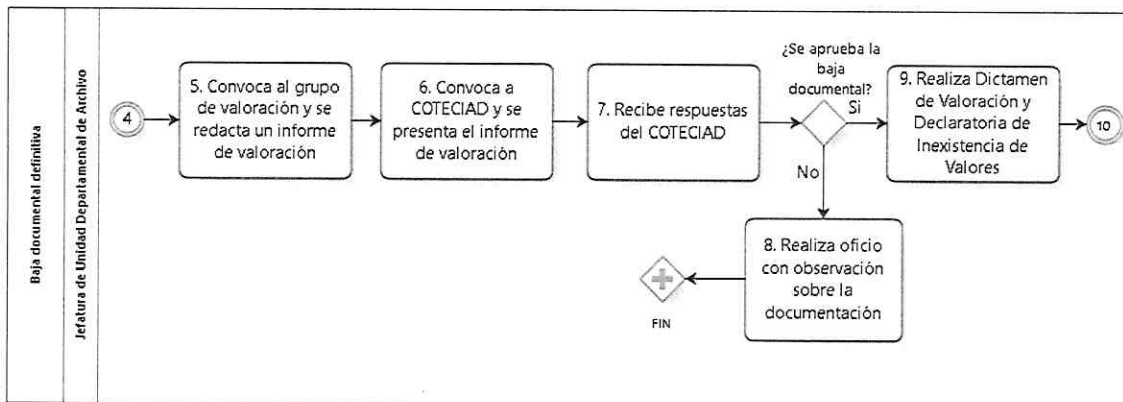 Baja documental definitiva
Jefatura de Unidad Departamental de Archivo
4
5. Convoca al grupo
de valoración y se
redacta un informe
de valoración
6. Convoca a
COTECIAD y se
presenta el informe
de valoración
7. Recibe respuestas
del COTECIAD
¿Se aprueba la
baja
documental?
Si
No
9. Realiza Dictamen
de Valoración y
Declaratoria de
Inexistencia de
Valores
10
8. Realiza oficio
con observación
sobre la
documentación
FIN